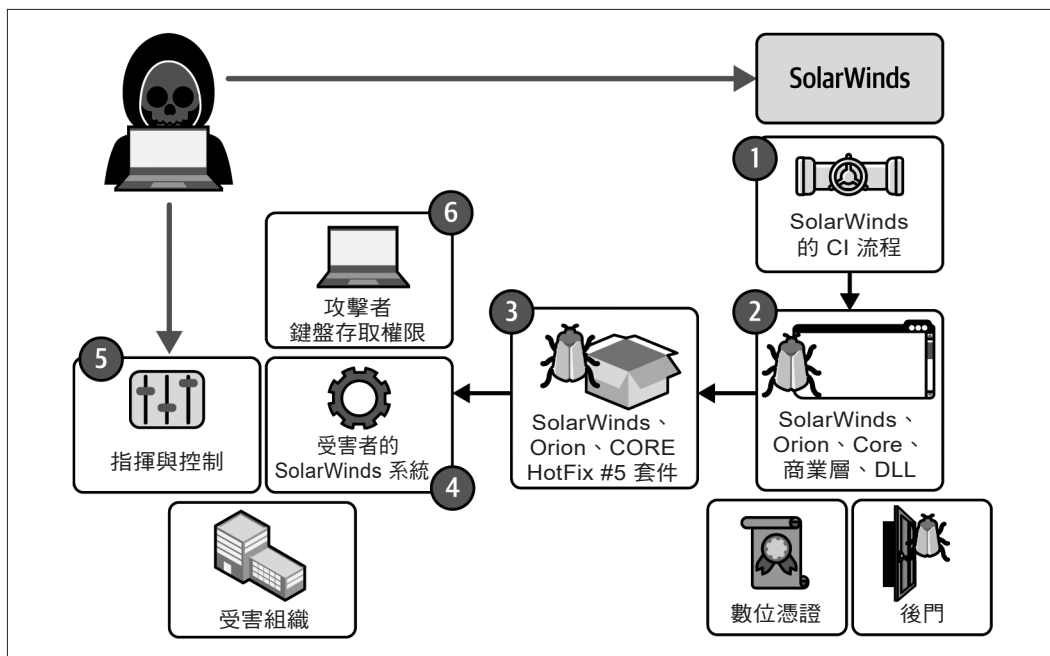 SolarWinds
1
SolarWinds
的 CI 流程
2
SolarWinds、
Orion、Core、
商業層、DLL
數位憑證
後門
3
SolarWinds、
Orion、CORE
HotFix #5 套件
4
受害者的
SolarWinds 系統
5
指揮與控制
6
攻擊者
鍵盤存取權限
受害組織